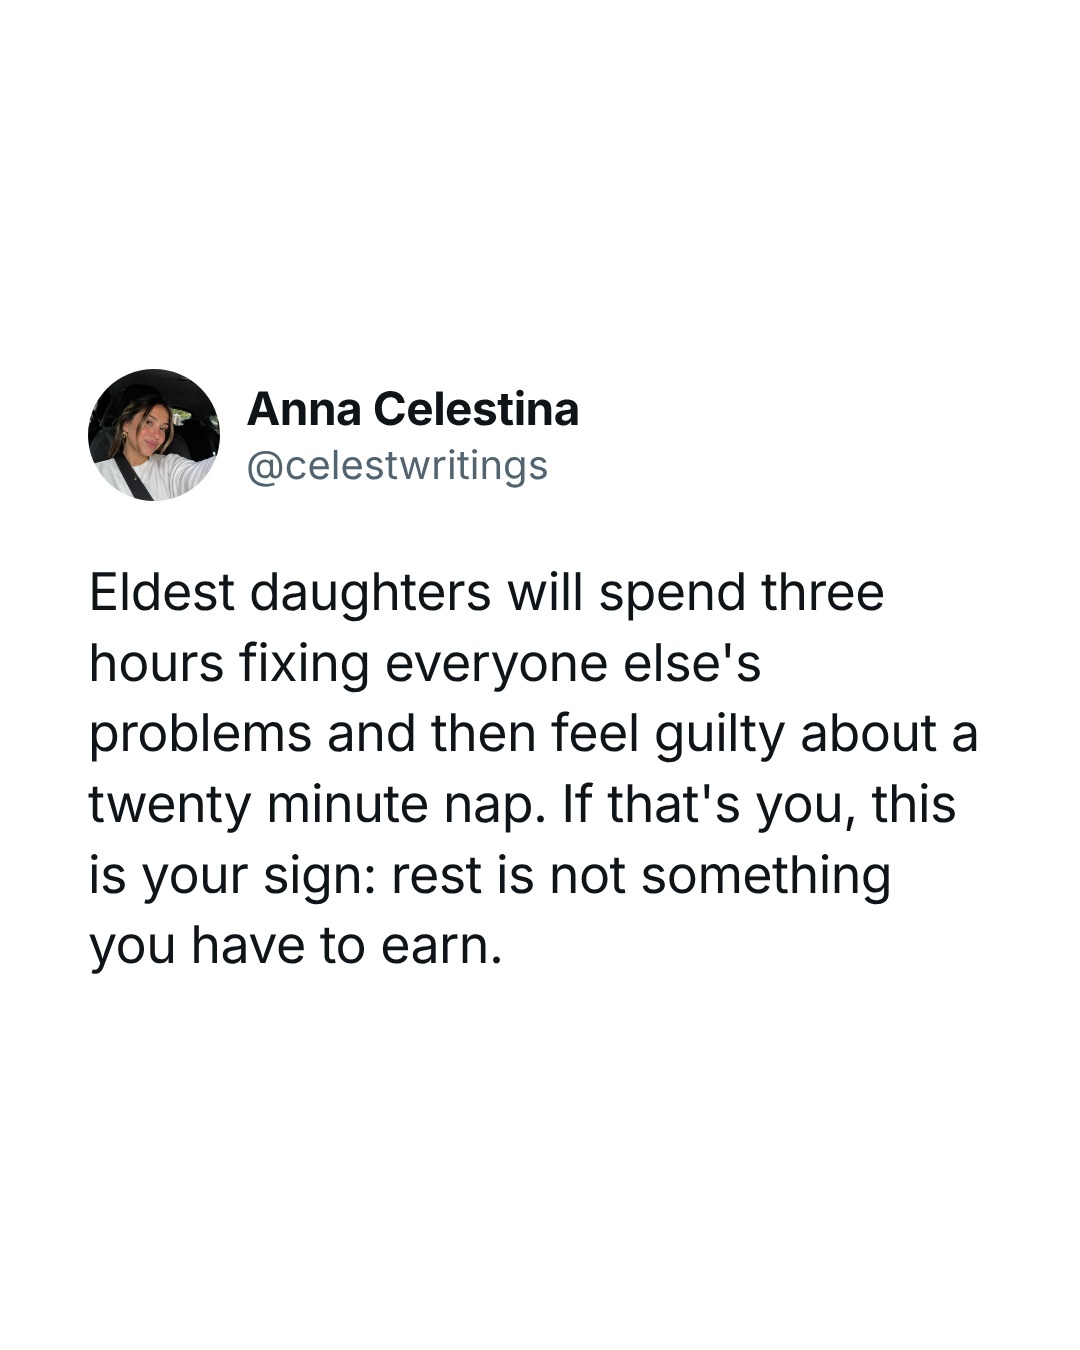 Anna Celestina
@celestwritings
Eldest daughters will spend three
hours fixing everyone else's
problems and then feel guilty about a
twenty minute nap. If that's you, this
is your sign: rest is not something
you have to earn.